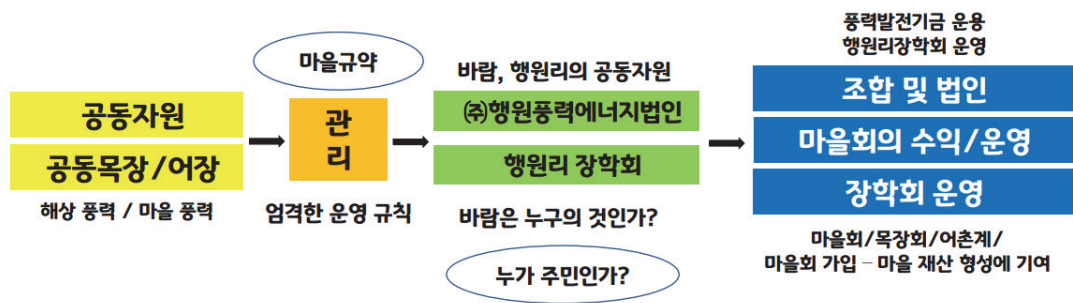 공동자원
공동목장/어장
해상 풍력 / 마을 풍력
마을규약
관
리
엄격한 운영 규칙
바람, 행원리의 공동자원
㈜행원풍력에너지법인
행원리 장학회
바람은 누구의 것인가?
누가 주민인가?
풍력발전기금 운용
행원리장학회 운영
조합 및 법인
마을회의 수익/운영
장학회 운영
마을회/목장회/어촌계/
마을회 가입 – 마을 재산 형성에 기여